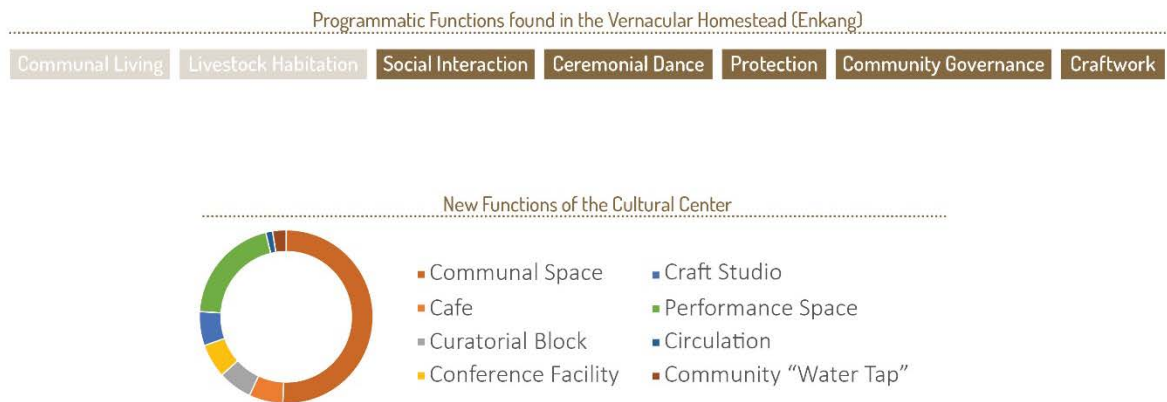 Programmatic Functions found in the Vernacular Homestead (Enkang)
Communal Living Livestock Habitation Social Interaction Ceremonial Dance Protection Community Governance Craftwork
New Functions of the Cultural Center
Communal Space Craft Studio
Cafe Performance Space
Curatorial Block Circulation
Conference Facility Community “Water Tap”